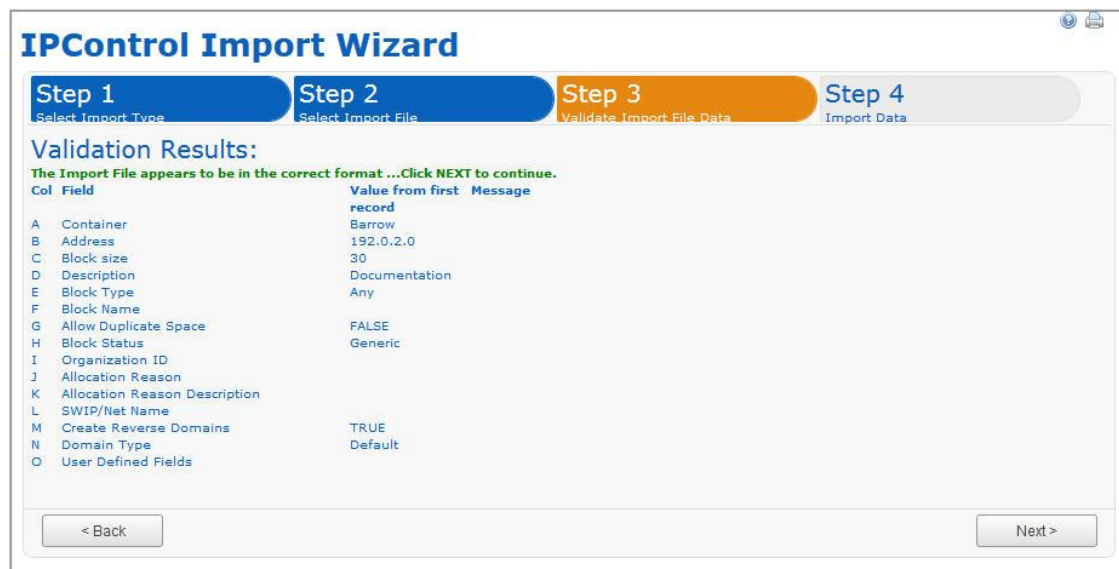 IPControl Import Wizard
Step 1
Select Import Type
Step 2
Select Import File
Step 3
Validate Import File Data
Step 4
Import Data
Validation Results:
The Import File appears to be in the correct format ...Click NEXT to continue.
Col Field Value from first record Message
A Container Barrow
B Address 192.0.2.0
C Block size 30
D Description Documentation
E Block Type Any
F Block Name
G Allow Duplicate Space FALSE
H Block Status Generic
I Organization ID
J Allocation Reason
K Allocation Reason Description
L SWIP/Net Name
M Create Reverse Domains TRUE
N Domain Type Default
O User Defined Fields
< Back
Next >